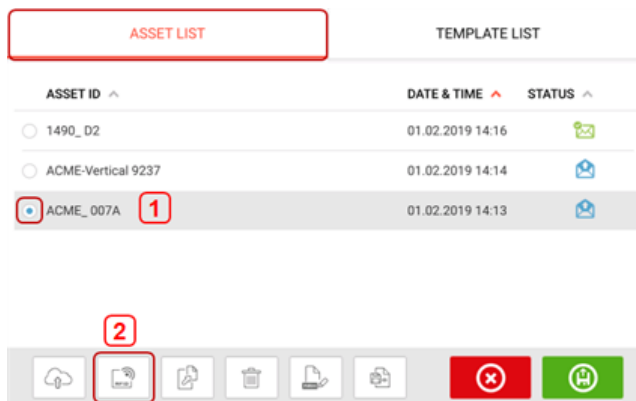 ASSET LIST TEMPLATE LIST
ASSET ID DATE & TIME STATUS
1490_ D2 01.02.2019 14:16
ACME-Vertical 9237 01.02.2019 14:14
ACME_ 007A 1 01.02.2019 14:13
2